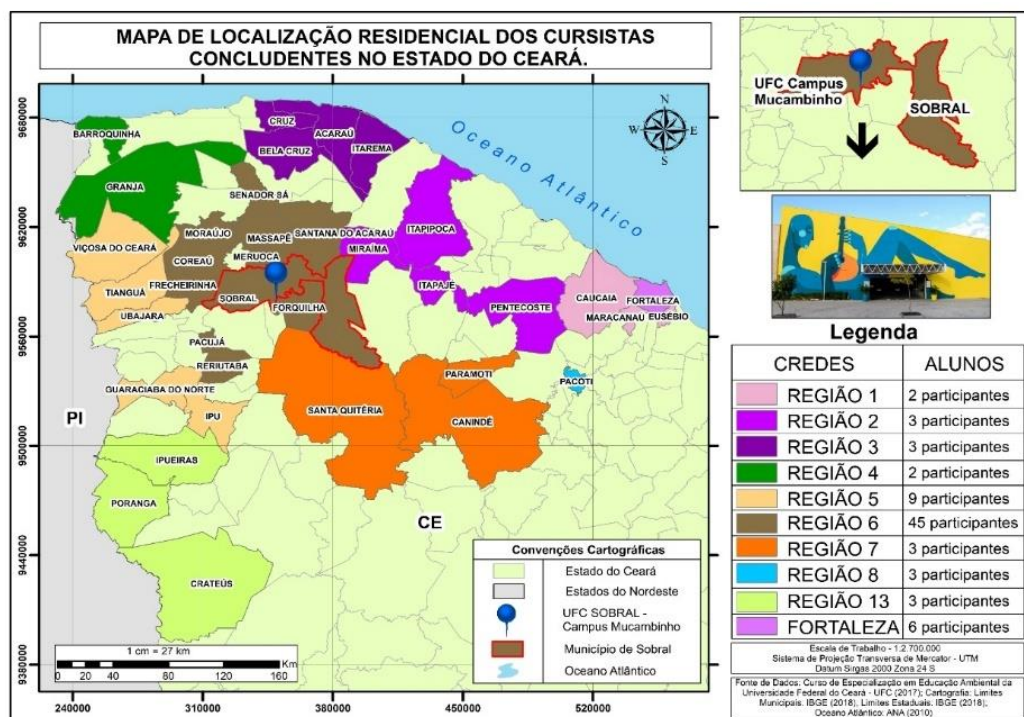 MAPA DE LOCALIZAÇÃO RESIDENCIAL DOS CURSISTAS
CONCLUDENTES NO ESTADO DO CEARÁ.
9680000
9620000
9560000
9500000
9440000
9380000
240000
310000
380000
450000
520000
N
W
E
S
Oceano Atlântico
BARROQUINHA
CRUZ
ACARAÚ
BELA CRUZ
ITAREMA
GRANJA
SENADOR SÁ
MORAÚJO
MASSAPÊ
SANTANA DO ACARAÚ
ITAPIPOCA
VIÇOSA DO CEARÁ
MIRAÍMA
COREAÚ
MERUOCA
TIANGUÁ
FRECHEIRINHA
ITAPAJÉ
SOBRAL
FORQUILHA
PENTECOSTE
CAUCAIA
FORTALEZA
UBAJARA
MARACANAÚ
EUSÉBIO
PACUJÁ
RERIUTABA
PARAMOTI
PACOTI
GUARACIABA DO NORTE
SANTA QUITÉRIA
CANINDÉ
IPU
PI
IPUEIRAS
PORANGA
CE
CRATEÚS
1 cm = 27 km
0
40
80
120
160
Km
Convenções Cartográficas
Estado do Ceará
Estados do Nordeste
UFC SOBRAL -
Campus Mucambinho
Município de Sobral
Oceano Atlântico
UFC Campus
Mucambinho
SOBRAL
Legenda
CREDES ALUNOS
REGIÃO 1 2 participantes
REGIÃO 2 3 participantes
REGIÃO 3 3 participantes
REGIÃO 4 2 participantes
REGIÃO 5 9 participantes
REGIÃO 6 45 participantes
REGIÃO 7 3 participantes
REGIÃO 8 3 participantes
REGIÃO 13 3 participantes
FORTALEZA 6 participantes
Escala de Trabalho - 1:2.700.000
Sistema de Projeção Transversa de Mercator - UTM
Datum Sirgas 2000 Zona 24 S
Fonte de Dados: Curso de Especialização em Educação Ambiental da
Universidade Federal do Ceará - UFC (2017); Cartografia: Limites
Municipais: IBGE (2018), Limites Estaduais: IBGE (2018);
Oceano Atlântico: ANA (2010)